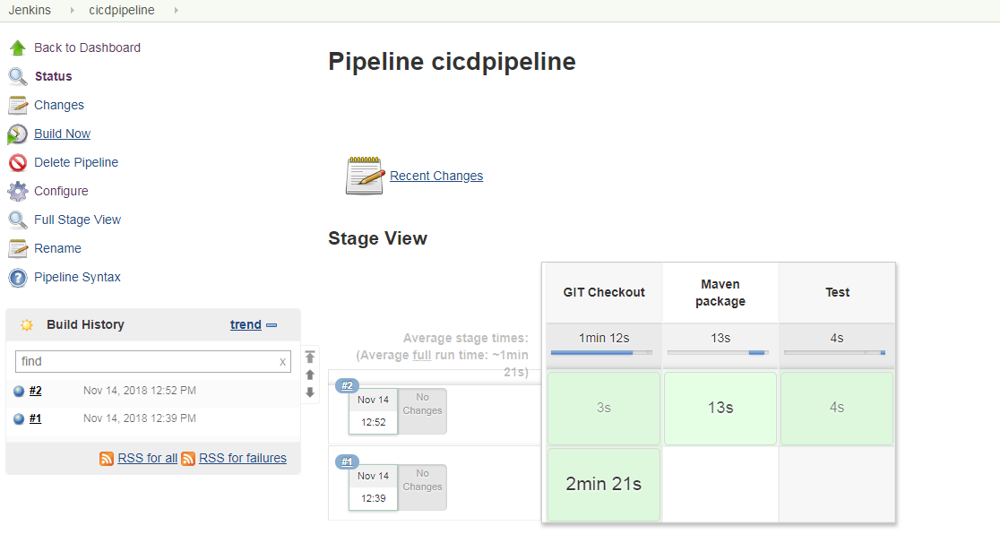 Jenkins
cicdpipeline
Back to Dashboard
Status
Changes
Build Now
Delete Pipeline
Configure
Full Stage View
Rename
Pipeline Syntax
Build History
trend
find
x
#2
Nov 14, 2018 12:52 PM
#1
Nov 14, 2018 12:39 PM
RSS for all
RSS for failures
Pipeline cicdpipeline
Recent Changes
Stage View
GIT Checkout
Maven
package
Test
Average stage times:
(Average full run time: ~1min
21s)
1min 12s
13s
4s
#2
Nov 14
12:52
No
Changes
3s
13s
4s
#1
Nov 14
12:39
No
Changes
2min 21s